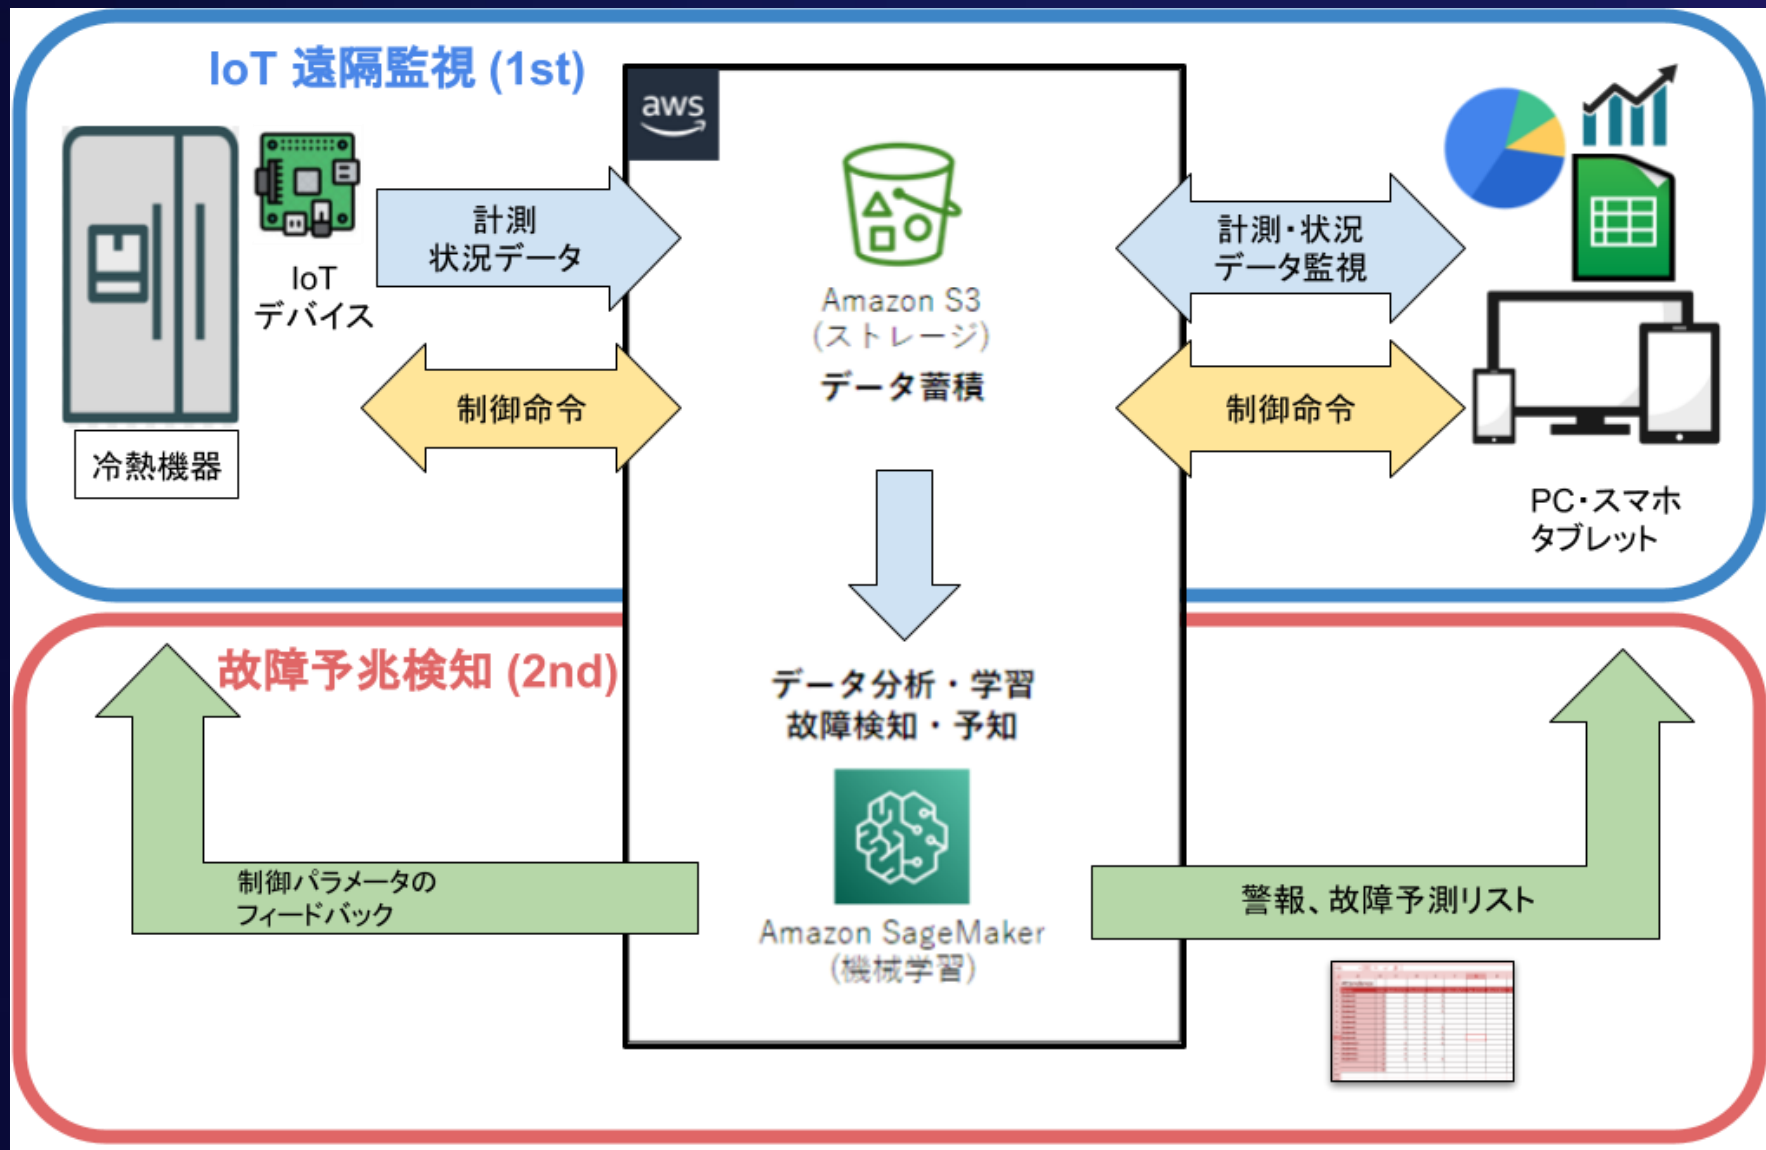 IoT 遠隔監視 (1st)
aws
IoT
デバイス
冷熱機器
計測
状況データ
制御命令
Amazon S3
(ストレージ)
データ蓄積
計測・状況
データ監視
制御命令
PC・スマホ
タブレット
故障予兆検知 (2nd)
データ分析・学習
故障検知・予知
Amazon SageMaker
(機械学習)
制御パラメータの
フィードバック
警報、故障予測リスト